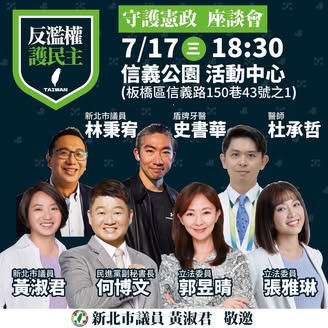 反濫權
護民主
TAIWAN
守護憲政 座談會
7/17 三 18:30
信義公園 活動中心
(板橋區信義路150巷43號之1)
新北市議員
林秉宥
盾牌牙醫
史書華
醫師
杜承哲
新北市議員
黃淑君
民進黨副秘書長
何博文
立法委員
郭昱晴
立法委員
張雅琳
新北市議員 黃淑君 敬邀